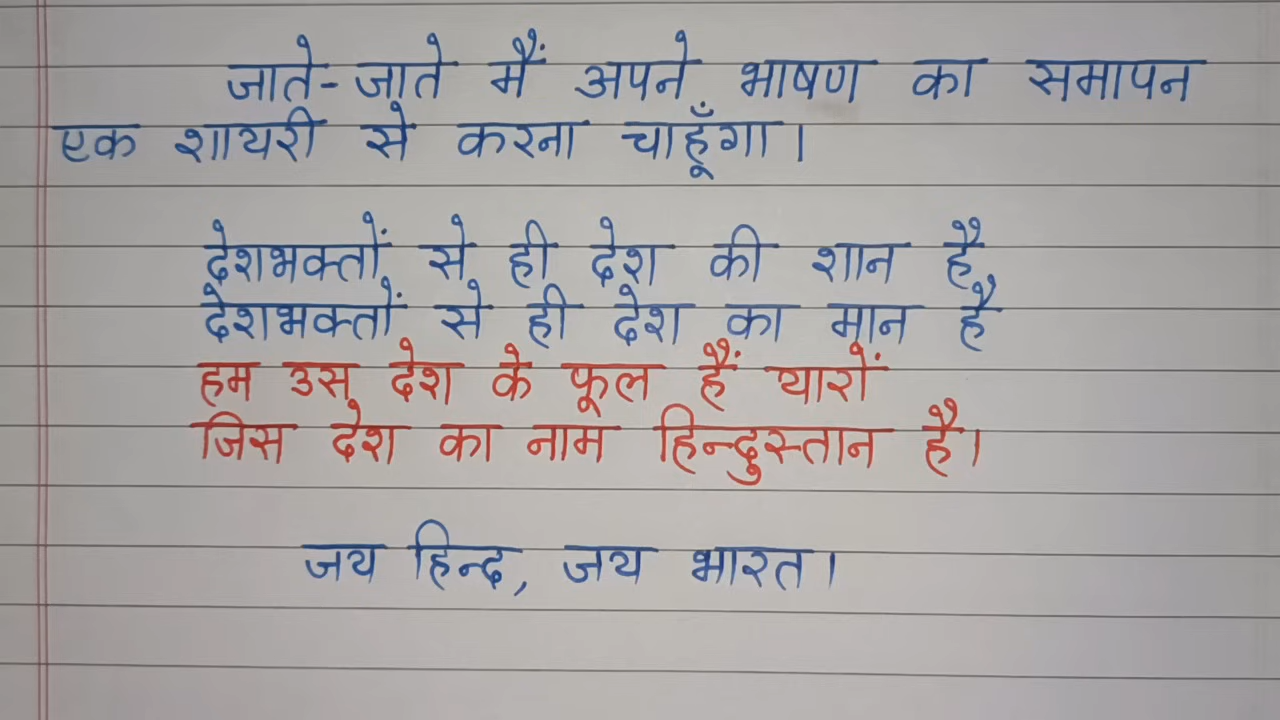 जाते-जाते मैं अपने भाषण का समापन
एक शायरी से करना चाहूँगा।
देशभक्तों से ही देश की शान है
देशभक्तों से ही देश का मान है
हम उस देश के फूल हैं यारों
जिस देश का नाम हिन्दुस्तान है।
जय हिन्द, जय भारत।